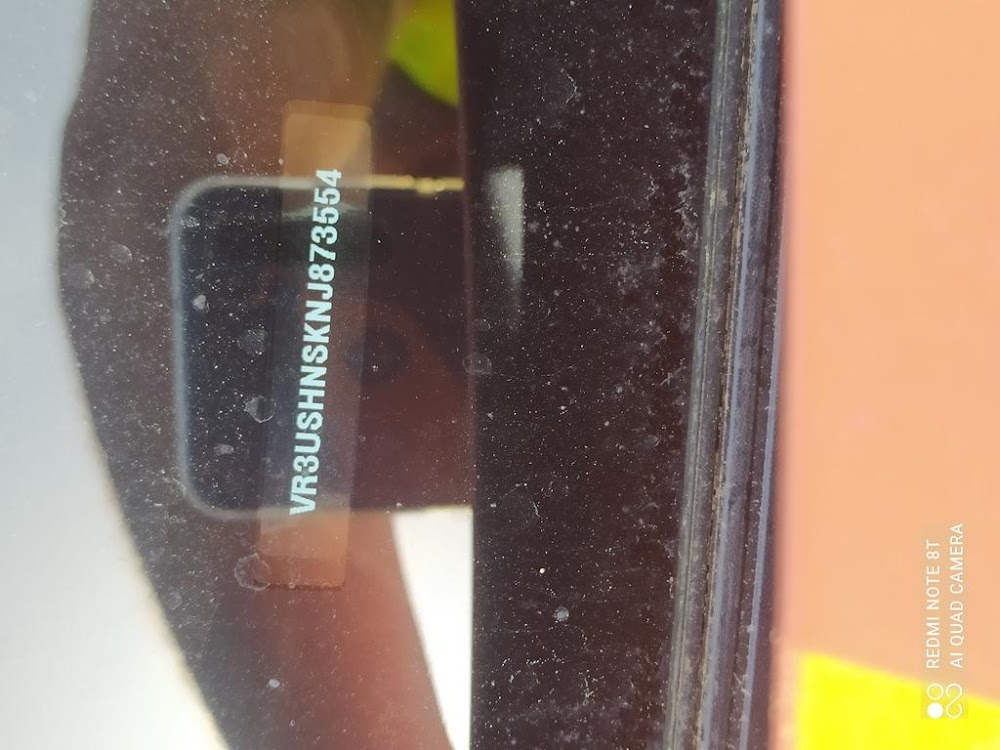 VR3USHNSKNJ873554
REDMI NOTE 8T
AI QUAD CAMERA